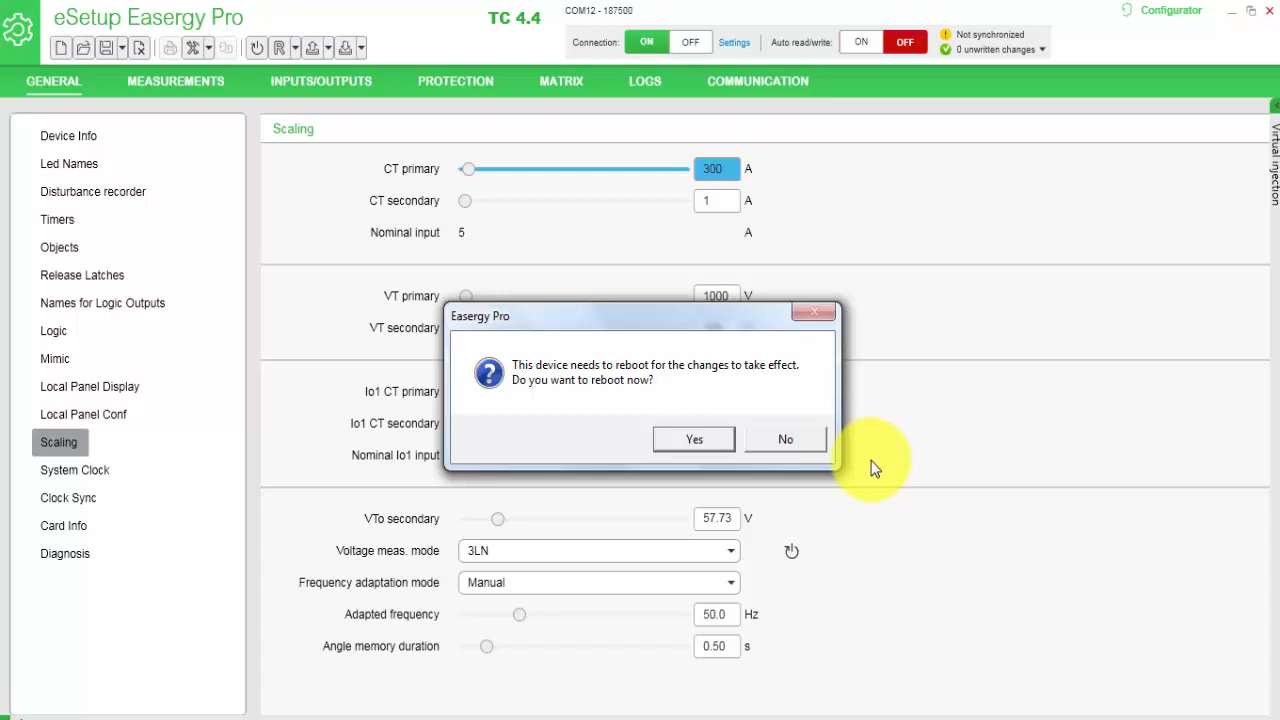 eSetup Easergy Pro
TC 4.4
COM12 - 187500
Configurator
Connection: ON OFF Settings Auto read/write: ON OFF
Not synchronized
0 unwritten changes
R
GENERAL MEASUREMENTS INPUTS/OUTPUTS PROTECTION MATRIX LOGS COMMUNICATION
Virtual injection
Device Info
Led Names
Disturbance recorder
Timers
Objects
Release Latches
Names for Logic Outputs
Logic
Mimic
Local Panel Display
Local Panel Conf
Scaling
System Clock
Clock Sync
Card Info
Diagnosis
Scaling
CT primary 300 A
CT secondary 1 A
Nominal input 5 A
VT primary 1000 V
VT secondary
Io1 CT primary
Io1 CT secondary
Nominal Io1 input
Easergy Pro
This device needs to reboot for the changes to take effect.
Do you want to reboot now?
Yes No
VTo secondary 57.73 V
Voltage meas. mode 3LN
Frequency adaptation mode Manual
Adapted frequency 50.0 Hz
Angle memory duration 0.50 s